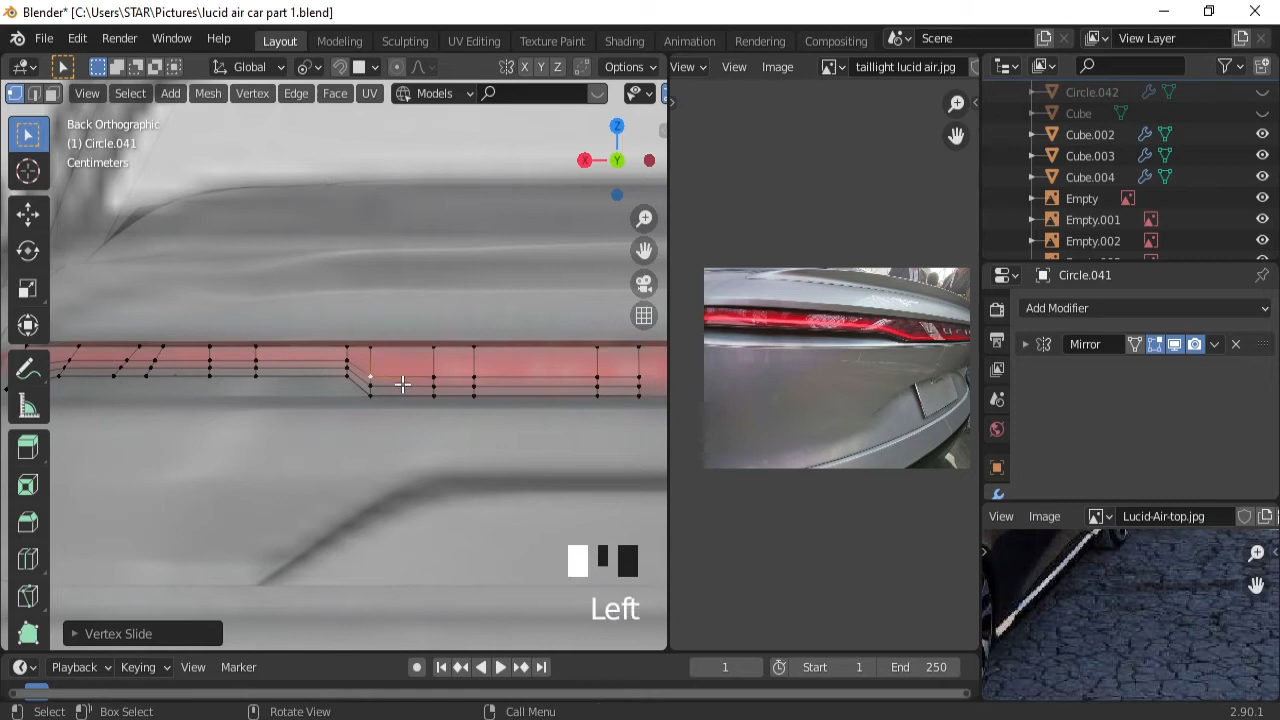 Blender* [C:\Users\STAR\Pictures\lucid air car part 1.blend]
File Edit Render Window Help
Layout Modeling Sculpting UV Editing Texture Paint Shading Animation Rendering Compositing
Scene
View Layer
Global
X Y Z
Options
View View Image
taillight lucid air.jpg
View Select Add Mesh Vertex Edge Face UV
Models
Back Orthographic
(1) Circle.041
Centimeters
Z
X
Y
Left
Vertex Slide
Circle.042
Cube
Cube.002
Cube.003
Cube.004
Empty
Empty.001
Empty.002
Circle.041
Add Modifier
Mirror
View Image
Lucid-Air-top.jpg
Playback Keying View Marker
1
Start 1
End 250
Select
Box Select
Rotate View
Call Menu
2.90.1